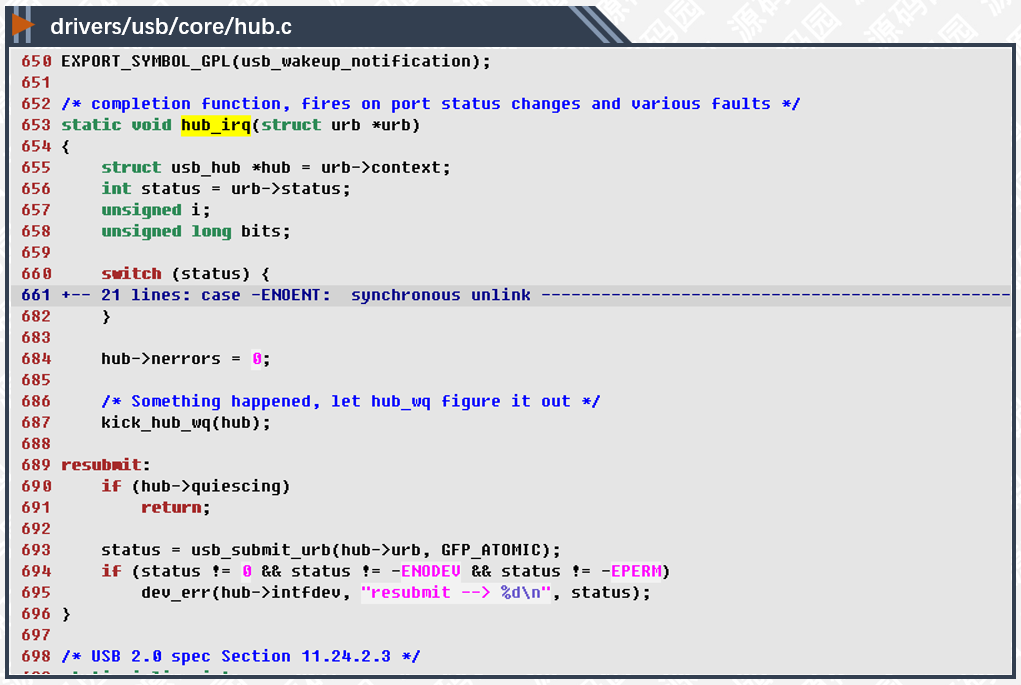 drivers/usb/core/hub.c
650 EXPORT_SYMBOL_GPL(usb_wakeup_notification);
651
652 /* completion function, fires on port status changes and various faults */
653 static void hub_irq(struct urb *urb)
654 {
655     struct usb_hub *hub = urb->context;
656     int status = urb->status;
657     unsigned i;
658     unsigned long bits;
659
660     switch (status) {
661 +-- 21 lines: case -ENOENT:  synchronous unlink -----------------------------------------------
682     }
683
684     hub->nerrors = 0;
685
686     /* Something happened, let hub_wq figure it out */
687     kick_hub_wq(hub);
688
689 resubmit:
690     if (hub->quiescing)
691         return;
692
693     status = usb_submit_urb(hub->urb, GFP_ATOMIC);
694     if (status != 0 && status != -ENODEV && status != -EPERM)
695         dev_err(hub->intfdev, "resubmit --> %d\n", status);
696 }
697
698 /* USB 2.0 spec Section 11.24.2.3 */